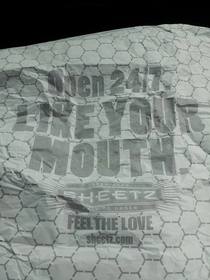 Open 24/7.
LIKE YOUR
MOUTH.
SHEETZ
FEEL THE LOVE
sheetz.com